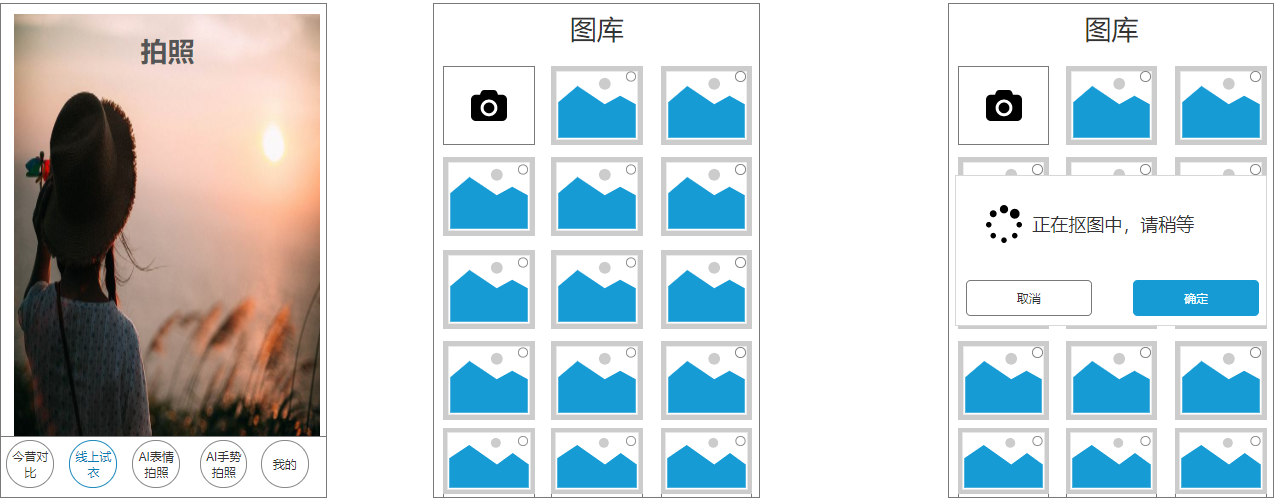 拍照
今昔对
比
线上试
衣
AI表情
拍照
AI手势
拍照
我的
图库
图库
正在抠图中，请稍等
取消
确定